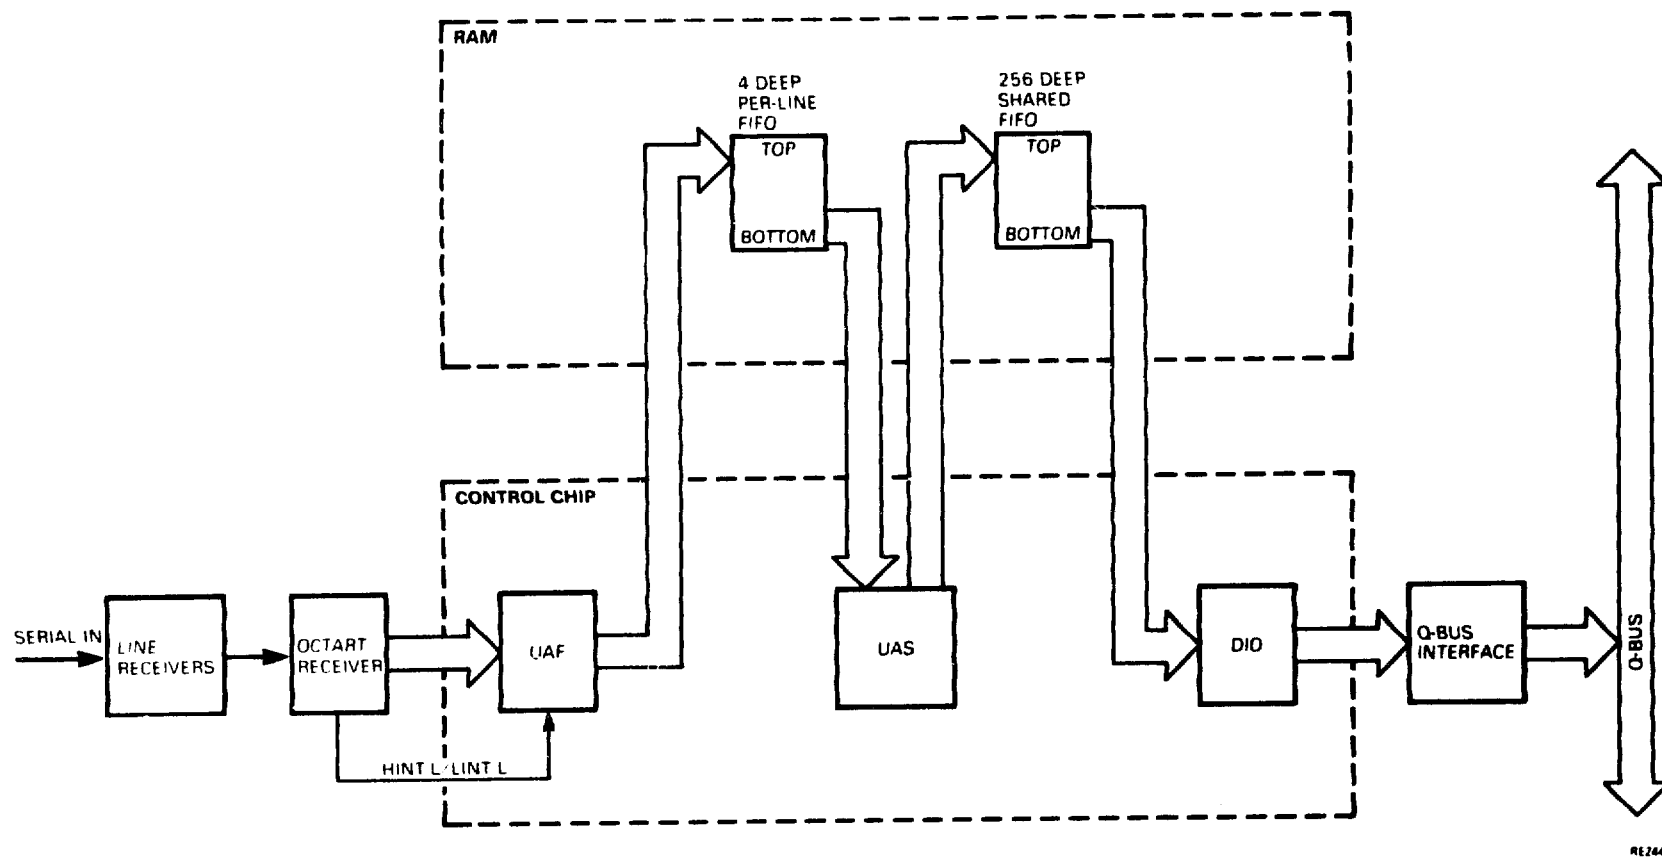 RAM
4 DEEP
PER-LINE
FIFO
TOP
BOTTOM
256 DEEP
SHARED
FIFO
TOP
BOTTOM
CONTROL CHIP
SERIAL IN
LINE
RECEIVERS
OCTART
RECEIVER
UAF
UAS
DIO
Q-BUS
INTERFACE
Q-BUS
HINT L/LINT L
RE244